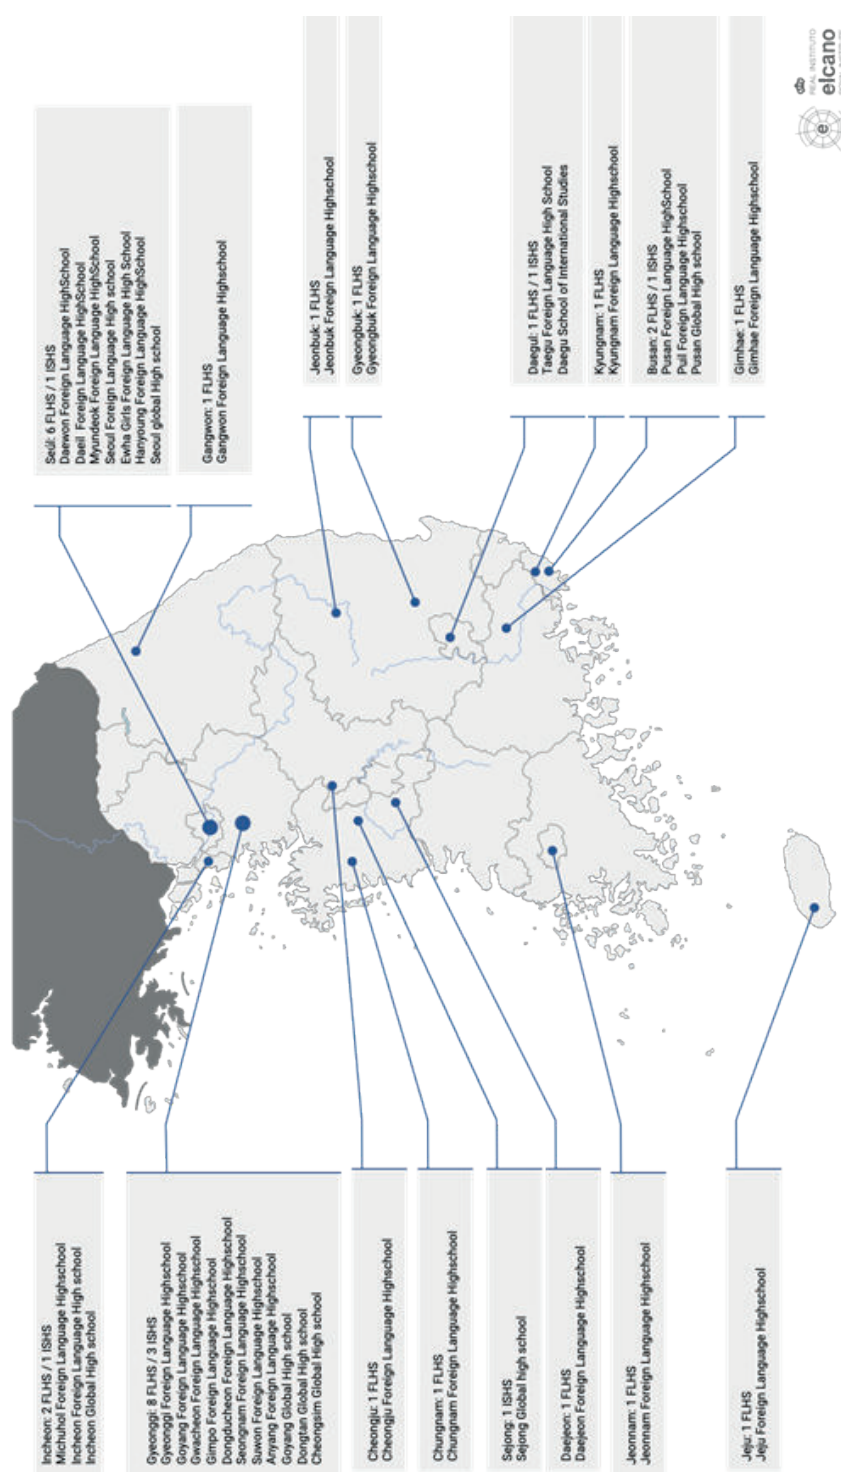 Incheon: 2 FLHS / 1 ISHS
Michuhol Foreign Language Highschool
Incheon Foreign Language High school
Incheon Global High school
Gyeonggi: 8 FLHS / 3 ISHS
Gyeonggi Foreign Language Highschool
Goyang Foreign Language Highschool
Gwacheon Foreign Language Highschool
Gimpo Foreign Language Highschool
Dongducheon Foreign Language Highschool
Seongnam Foreign Language Highschool
Suwon Foreign Language Highschool
Anyang Foreign Language Highschool
Goyang Global High school
Dongtan Global High school
Cheongsim Global High school
Cheongju: 1 FLHS
Cheongju Foreign Language Highschool
Chungnam: 1 FLHS
Chungnam Foreign Language Highschool
Sejong: 1 ISHS
Sejong Global high school
Daejeon: 1 FLHS
Daejeon Foreign Language Highschool
Jeonnam: 1 FLHS
Jeonnam Foreign Language Highschool
Jeju: 1 FLHS
Jeju Foreign Language Highschool
Seúl: 6 FLHS / 1 ISHS
Daewon Foreign Language HighSchool
Daeil Foreign Language HighSchool
Myundeok Foreign Language HighSchool
Seoul Foreign Language High school
Ewha Girls Foreign Language High School
Hanyoung Foreign Language HighSchool
Seoul global High school
Gangwon: 1 FLHS
Gangwon Foreign Language Highschool
Jeonbuk: 1 FLHS
Jeonbuk Foreign Language Highschool
Gyeongbuk: 1 FLHS
Gyeongbuk Foreign Language Highschool
Daegul: 1 FLHS / 1 ISHS
Taegu Foreign Language High School
Daegu School of International Studies
Kyungnam: 1 FLHS
Kyungnam Foreign Language Highschool
Busan: 2 FLHS / 1 ISHS
Pusan Foreign Language HighSchool
Puil Foreign Language Highschool
Pusan Global High school
Gimhae: 1 FLHS
Gimhae Foreign Language Highschool
e
REAL INSTITUTO
elcano